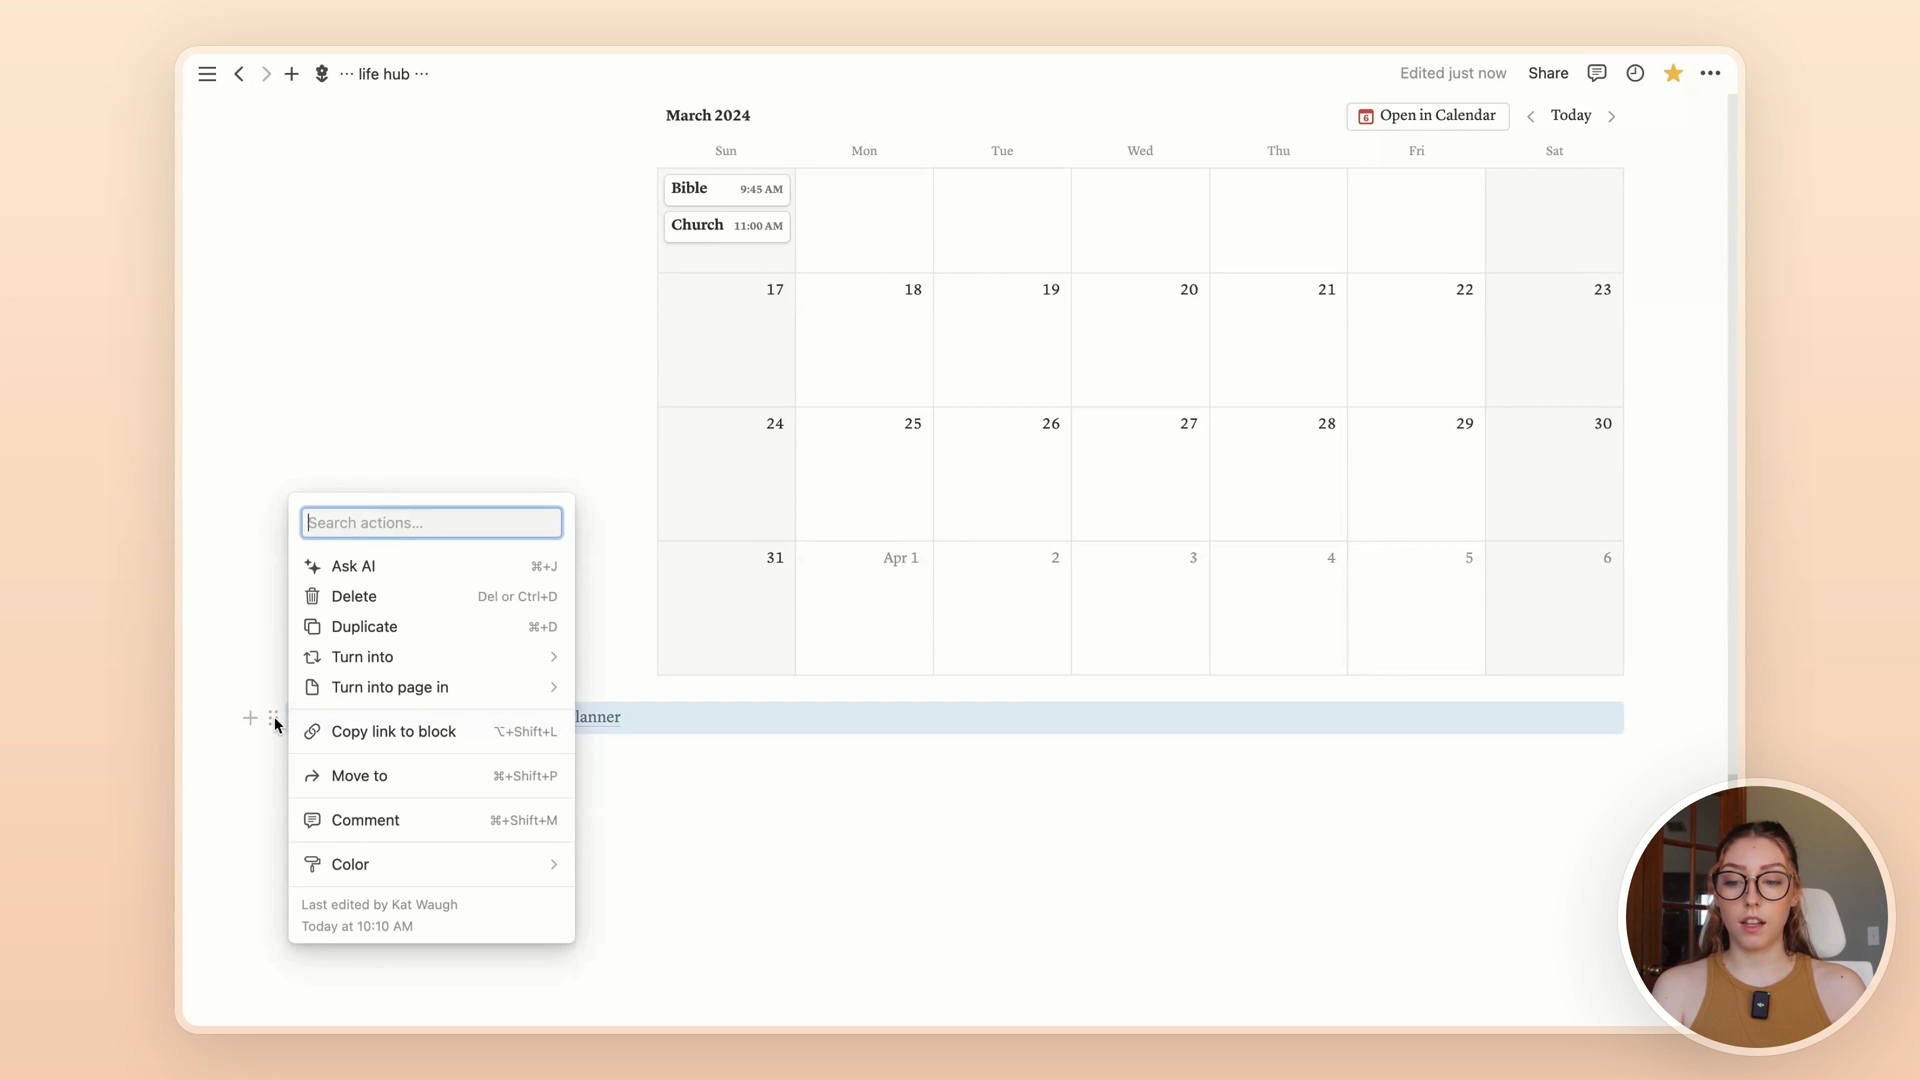 ··· life hub ···
Edited just now
Share
March 2024
6
Open in Calendar
Today
Sun Mon Tue Wed Thu Fri Sat
Bible 9:45 AM
Church 11:00 AM
17 18 19 20 21 22 23
24 25 26 27 28 29 30
31 Apr 1 2 3 4 5 6
Search actions...
Ask AI ⌘+J
Delete Del or Ctrl+D
Duplicate ⌘+D
Turn into
Turn into page in
lanner
Copy link to block ⌥+Shift+L
Move to ⌘+Shift+P
Comment ⌘+Shift+M
Color
Last edited by Kat Waugh
Today at 10:10 AM